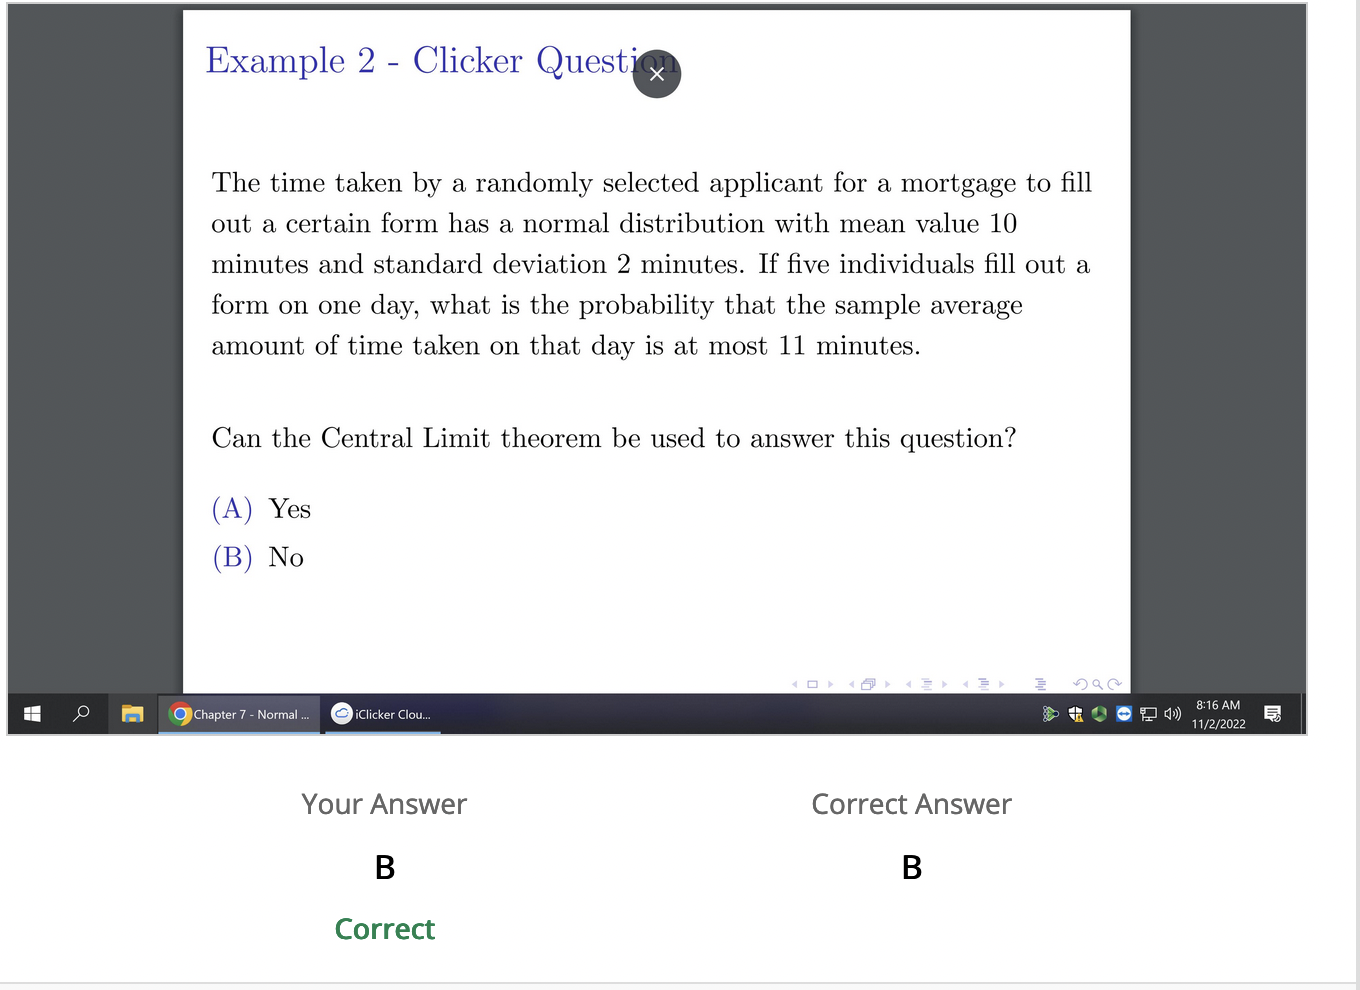 Example 2 - Clicker Question
The time taken by a randomly selected applicant for a mortgage to fill
out a certain form has a normal distribution with mean value 10
minutes and standard deviation 2 minutes. If five individuals fill out a
form on one day, what is the probability that the sample average
amount of time taken on that day is at most 11 minutes.
Can the Central Limit theorem be used to answer this question?
(A) Yes
(B) No
Chapter 7 - Normal ...
iClicker Clou...
8:16 AM
11/2/2022
Your Answer
Correct Answer
B
B
Correct